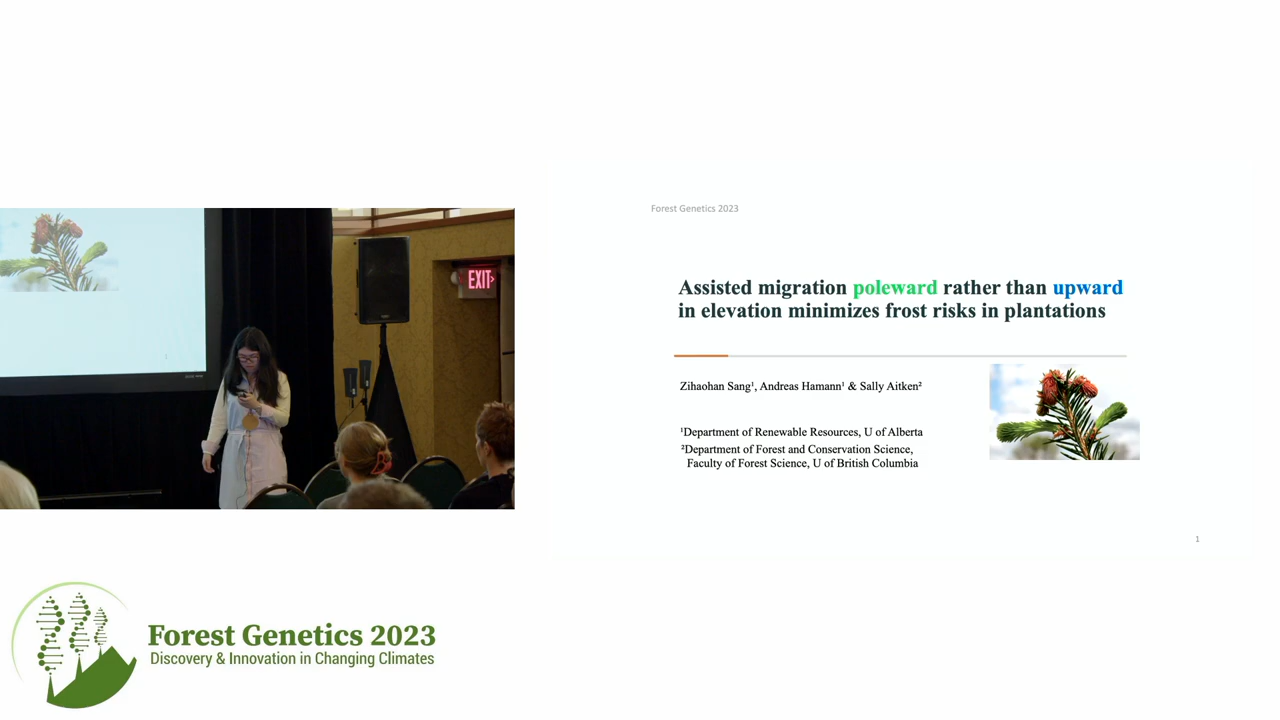 Forest Genetics 2023
Assisted migration poleward rather than upward
in elevation minimizes frost risks in plantations
Zihaohan Sang¹, Andreas Hamann¹ & Sally Aitken²
¹Department of Renewable Resources, U of Alberta
²Department of Forest and Conservation Science,
Faculty of Forest Science, U of British Columbia
1
EXIT
Forest Genetics 2023
Discovery & Innovation in Changing Climates